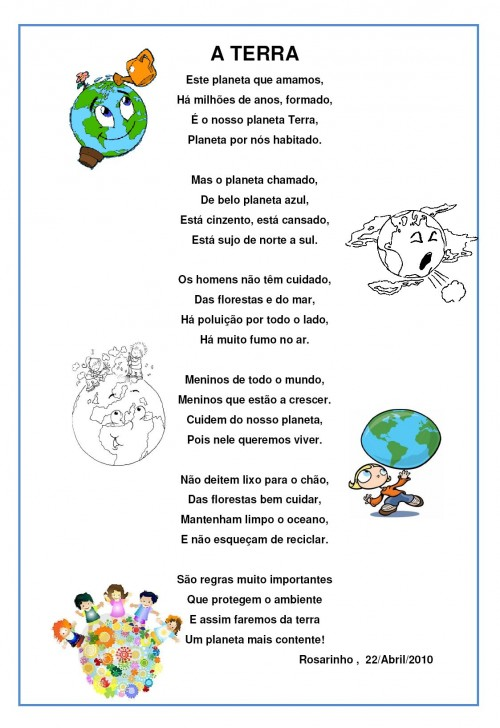 A TERRA
Este planeta que amamos,
Há milhões de anos, formado,
É o nosso planeta Terra,
Planeta por nós habitado.
Mas o planeta chamado,
De belo planeta azul,
Está cinzento, está cansado,
Está sujo de norte a sul.
Os homens não têm cuidado,
Das florestas e do mar,
Há poluição por todo o lado,
Há muito fumo no ar.
Meninos de todo o mundo,
Meninos que estão a crescer.
Cuidem do nosso planeta,
Pois nele queremos viver.
Não deitem lixo para o chão,
Das florestas bem cuidar,
Mantenham limpo o oceano,
E não esqueçam de reciclar.
São regras muito importantes
Que protegem o ambiente
E assim faremos da terra
Um planeta mais contente!
Rosarinho , 22/Abril/2010